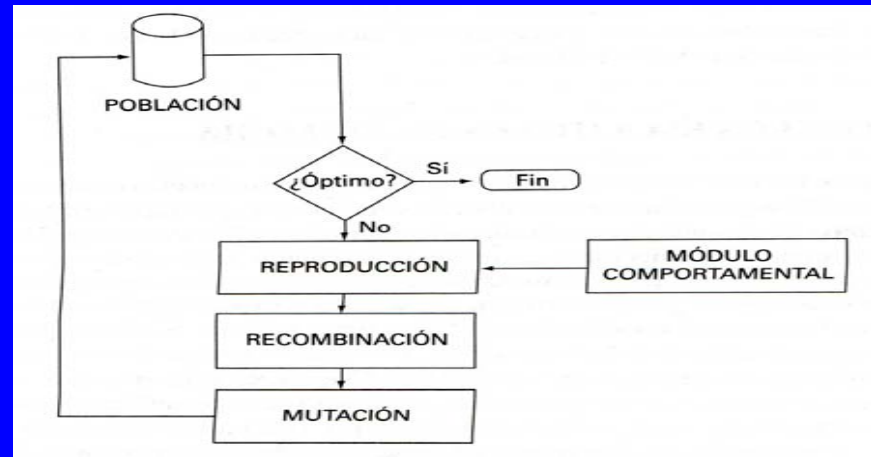 POBLACIÓN
¿Óptimo?
Sí
Fin
No
REPRODUCCIÓN
MÓDULO
COMPORTAMENTAL
RECOMBINACIÓN
MUTACIÓN